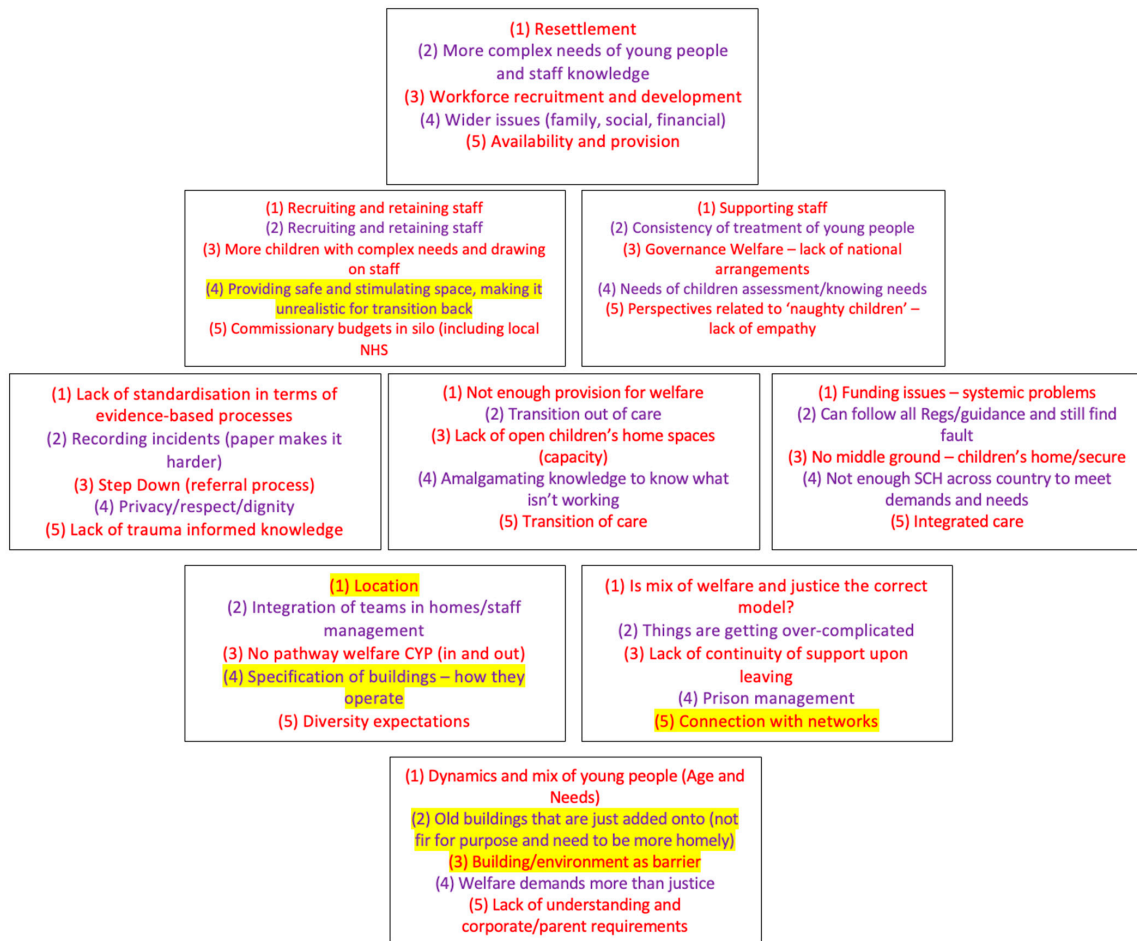 (1) Resettlement
(2) More complex needs of young people
and staff knowledge
(3) Workforce recruitment and development
(4) Wider issues (family, social, financial)
(5) Availability and provision
(1) Recruiting and retaining staff
(2) Recruiting and retaining staff
(3) More children with complex needs and drawing
on staff
(4) Providing safe and stimulating space, making it
unrealistic for transition back
(5) Commissionary budgets in silo (including local
NHS
(1) Supporting staff
(2) Consistency of treatment of young people
(3) Governance Welfare – lack of national
arrangements
(4) Needs of children assessment/knowing needs
(5) Perspectives related to ‘naughty children’ –
lack of empathy
(1) Lack of standardisation in terms of
evidence-based processes
(2) Recording incidents (paper makes it
harder)
(3) Step Down (referral process)
(4) Privacy/respect/dignity
(5) Lack of trauma informed knowledge
(1) Not enough provision for welfare
(2) Transition out of care
(3) Lack of open children’s home spaces
(capacity)
(4) Amalgamating knowledge to know what
isn’t working
(5) Transition of care
(1) Funding issues – systemic problems
(2) Can follow all Regs/guidance and still find
fault
(3) No middle ground – children’s home/secure
(4) Not enough SCH across country to meet
demands and needs
(5) Integrated care
(1) Location
(2) Integration of teams in homes/staff
management
(3) No pathway welfare CYP (in and out)
(4) Specification of buildings – how they
operate
(5) Diversity expectations
(1) Is mix of welfare and justice the correct
model?
(2) Things are getting over-complicated
(3) Lack of continuity of support upon
leaving
(4) Prison management
(5) Connection with networks
(1) Dynamics and mix of young people (Age and
Needs)
(2) Old buildings that are just added onto (not
fir for purpose and need to be more homely)
(3) Building/environment as barrier
(4) Welfare demands more than justice
(5) Lack of understanding and
corporate/parent requirements